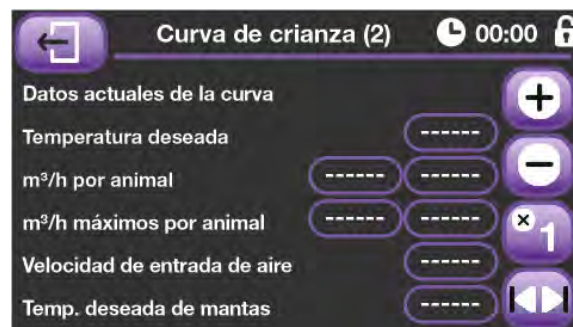 Curva de crianza (2) 00:00
Datos actuales de la curva
Temperatura deseada ------
m³/h por animal ------ ------
m³/h máximos por animal ------ ------
Velocidad de entrada de aire ------
Temp. deseada de mantas ------
+
−
×1